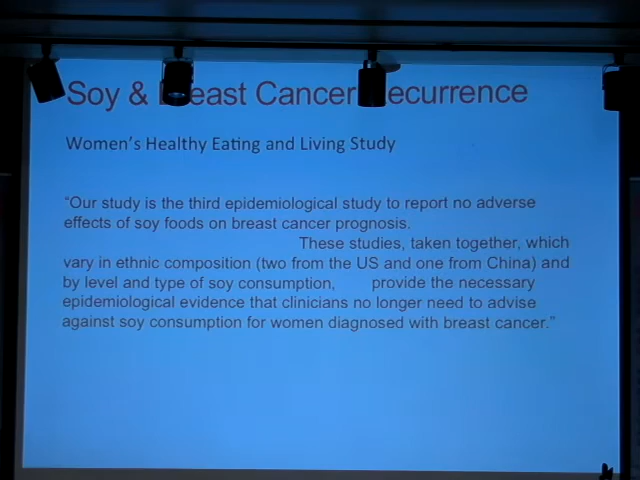 Soy & Breast Cancer Recurrence
Women's Healthy Eating and Living Study
"Our study is the third epidemiological study to report no adverse
effects of soy foods on breast cancer prognosis.
These studies, taken together, which
vary in ethnic composition (two from the US and one from China) and
by level and type of soy consumption, provide the necessary
epidemiological evidence that clinicians no longer need to advise
against soy consumption for women diagnosed with breast cancer."